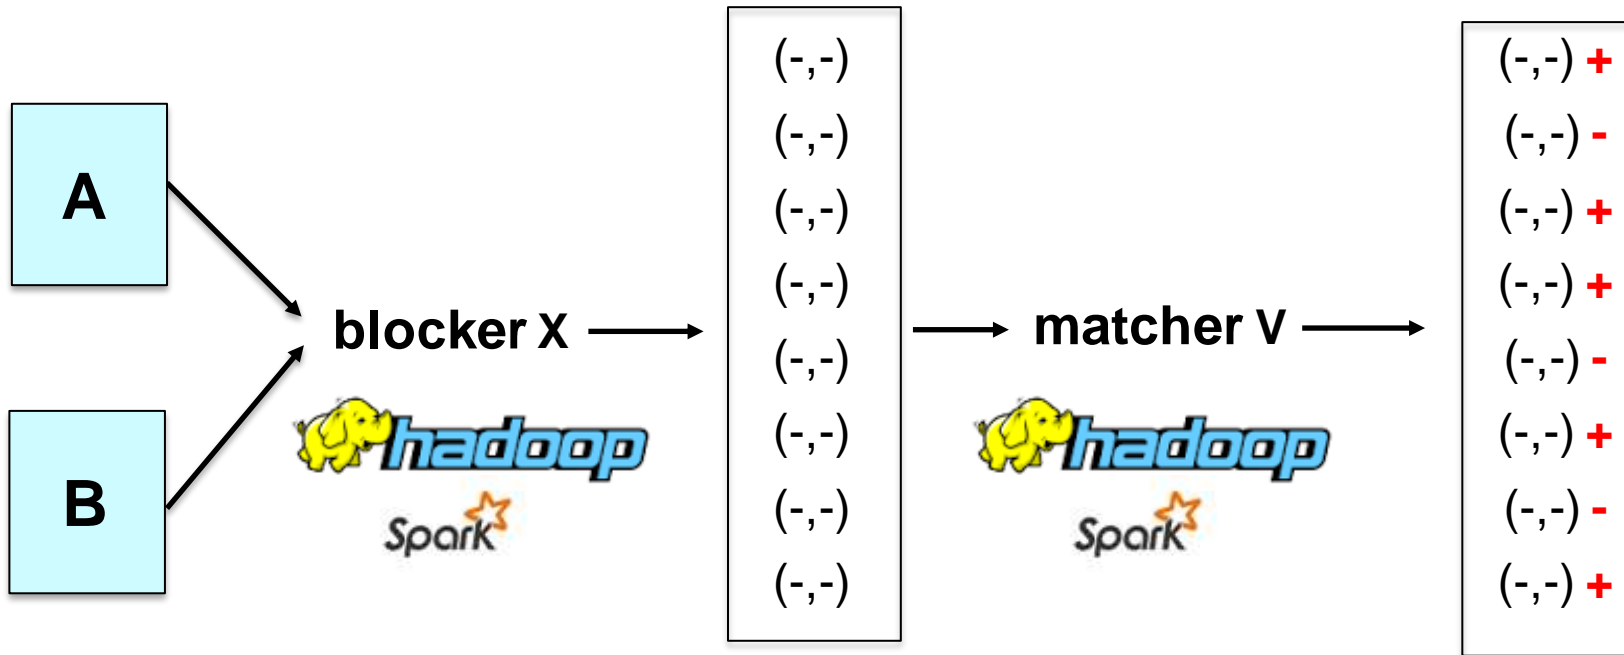 A
B
blocker X
hadoop
Spark
(-,-)
(-,-)
(-,-)
(-,-)
(-,-)
(-,-)
(-,-)
(-,-)
matcher V
hadoop
Spark
(-,-) +
(-,-) -
(-,-) +
(-,-) +
(-,-) -
(-,-) +
(-,-) -
(-,-) +